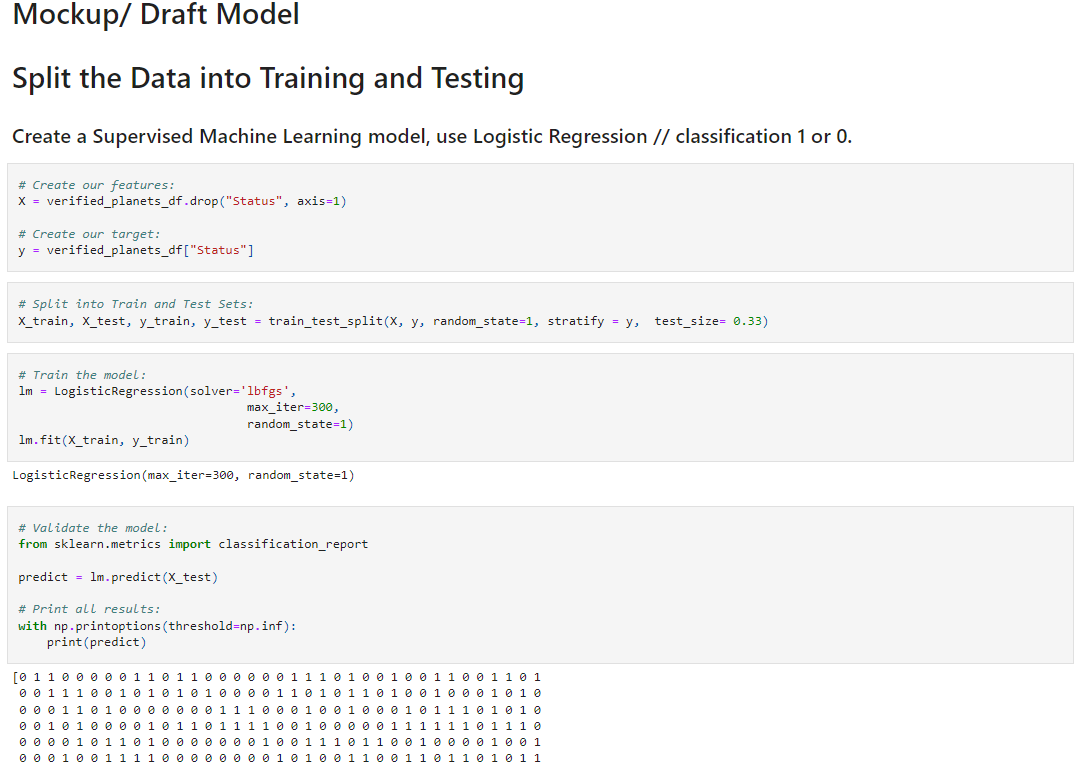 Mockup/ Draft Model
Split the Data into Training and Testing
Create a Supervised Machine Learning model, use Logistic Regression // classification 1 or 0.
# Create our features:
X = verified_planets_df.drop("Status", axis=1)
# Create our target:
y = verified_planets_df["Status"]
# Split into Train and Test Sets:
X_train, X_test, y_train, y_test = train_test_split(X, y, random_state=1, stratify = y,  test_size= 0.33)
# Train the model:
lm = LogisticRegression(solver='lbfgs',
                                max_iter=300,
                                random_state=1)
lm.fit(X_train, y_train)
LogisticRegression(max_iter=300, random_state=1)
# Validate the model:
from sklearn.metrics import classification_report
predict = lm.predict(X_test)
# Print all results:
with np.printoptions(threshold=np.inf):
    print(predict)
[0 1 1 0 0 0 0 0 1 1 0 1 1 0 0 0 0 0 0 1 1 1 0 1 0 0 1 0 0 1 1 0 0 1 1 0 1
 0 0 1 1 1 0 0 1 0 1 0 1 0 1 0 0 0 0 1 1 0 1 0 1 1 0 1 0 0 1 0 0 0 1 0 1 0
 0 0 0 1 1 0 1 0 0 0 0 0 0 0 1 1 1 0 0 0 1 0 0 1 0 0 0 1 0 1 1 1 0 1 0 1 0
 0 0 1 0 1 0 0 0 0 1 0 1 1 0 1 1 1 1 0 0 1 0 0 0 0 0 1 1 1 1 1 1 0 1 1 1 0
 0 0 0 0 1 0 1 1 0 1 0 0 0 0 0 0 0 1 0 0 1 1 1 0 1 1 0 0 1 0 0 0 0 1 0 0 1
 0 0 0 1 0 0 1 1 1 1 0 0 0 0 0 0 0 0 1 0 1 0 0 1 1 0 0 1 1 0 1 1 0 1 0 1 1